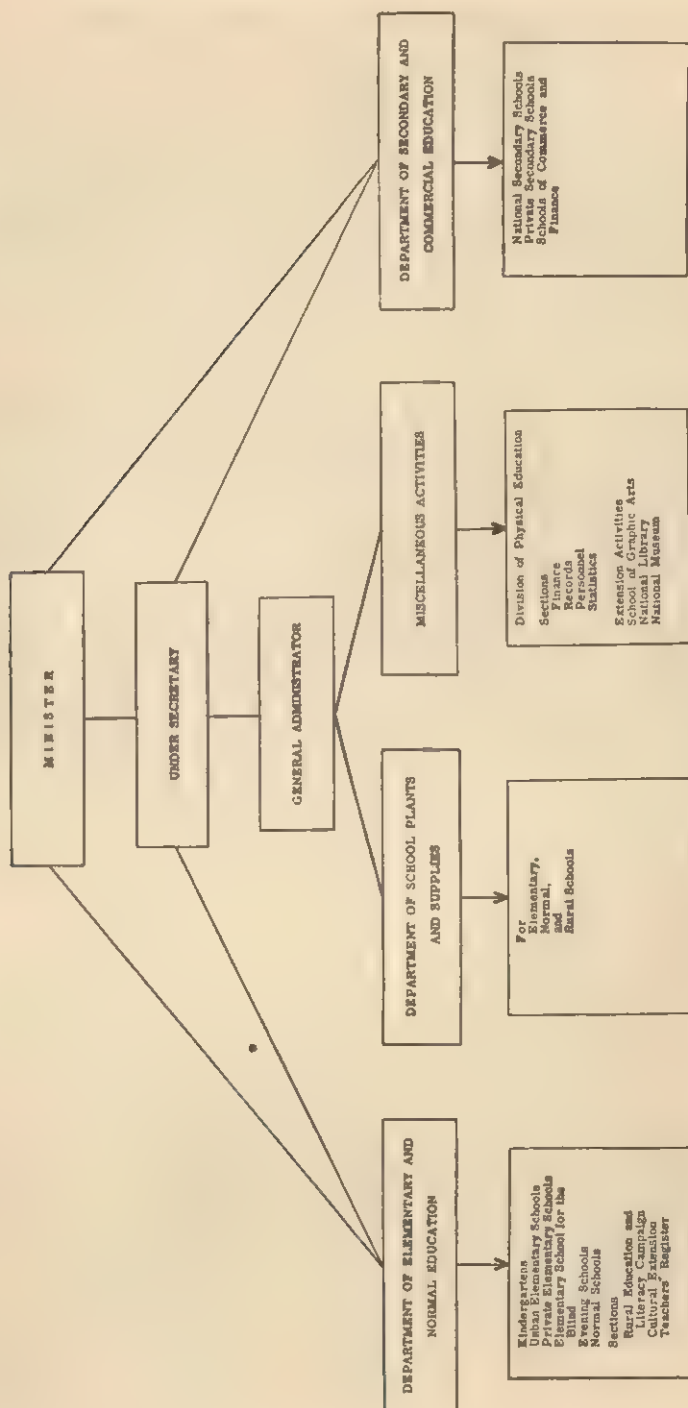 MINISTER
UNDER SECRETARY
GENERAL ADMINISTRATOR
DEPARTMENT OF ELEMENTARY AND
NORMAL EDUCATION
DEPARTMENT OF SCHOOL PLANTS
AND SUPPLIES
MISCELLANEOUS ACTIVITIES
DEPARTMENT OF SECONDARY AND
COMMERCIAL EDUCATION
Kindergartens
Urban Elementary Schools
Private Elementary Schools
Elementary School for the
Blind
Evening Schools
Normal Schools
Sections
Rural Education and
Literacy Campaign
Cultural Extension
Teachers' Register
For
Elementary,
Normal,
and
Rural Schools
Division of Physical Education
Sections
Finance
Records
Personnel
Statistics
Extension Activities
School of Graphic Arts
National Library
National Museum
National Secondary Schools
Private Secondary Schools
Schools of Commerce and
Finance